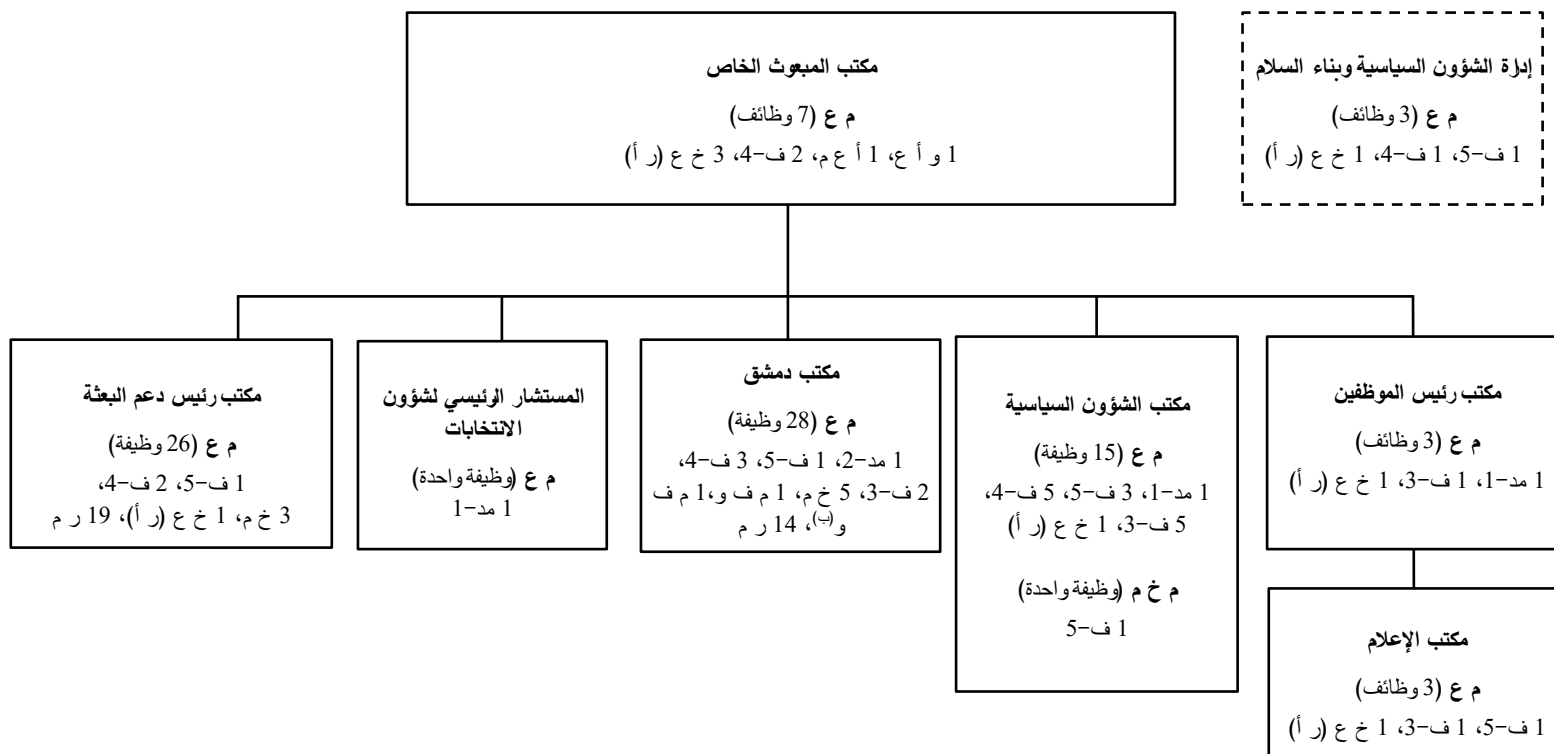 مكتب المبعوث الخاص
م ع (7 وظائف)
1 و أ ع، 1 أ ع م، 2 ف-4، 3 خ ع (ر أ)
إدارة الشؤون السياسية وبناء السلام
م ع (3 وظائف)
1 ف-5، 1 ف-4، 1 خ ع (ر أ)
مكتب رئيس الموظفين
م ع (3 وظائف)
1 مد-1، 1 ف-3، 1 خ ع (ر أ)
مكتب الشؤون السياسية
م ع (15 وظيفة)
1 مد-1، 3 ف-5، 5 ف-4،
5 ف-3، 1 خ ع (ر أ)
م خ م (وظيفة واحدة)
1 ف-5
مكتب دمشق
م ع (28 وظيفة)
1 مد-2، 1 ف-5، 3 ف-4،
2 ف-3، 5 خ م، 1 م ف و،1 م ف
و(ب)، 14 ر م
المستشار الرئيسي لشؤون
الانتخابات
م ع (وظيفة واحدة)
1 مد-1
مكتب رئيس دعم البعثة
م ع (26 وظيفة)
1 ف-5، 2 ف-4،
3 خ م، 1 خ ع (ر أ)، 19 ر م
مكتب الإعلام
م ع (3 وظائف)
1 ف-5، 1 ف-3، 1 خ ع (ر أ)